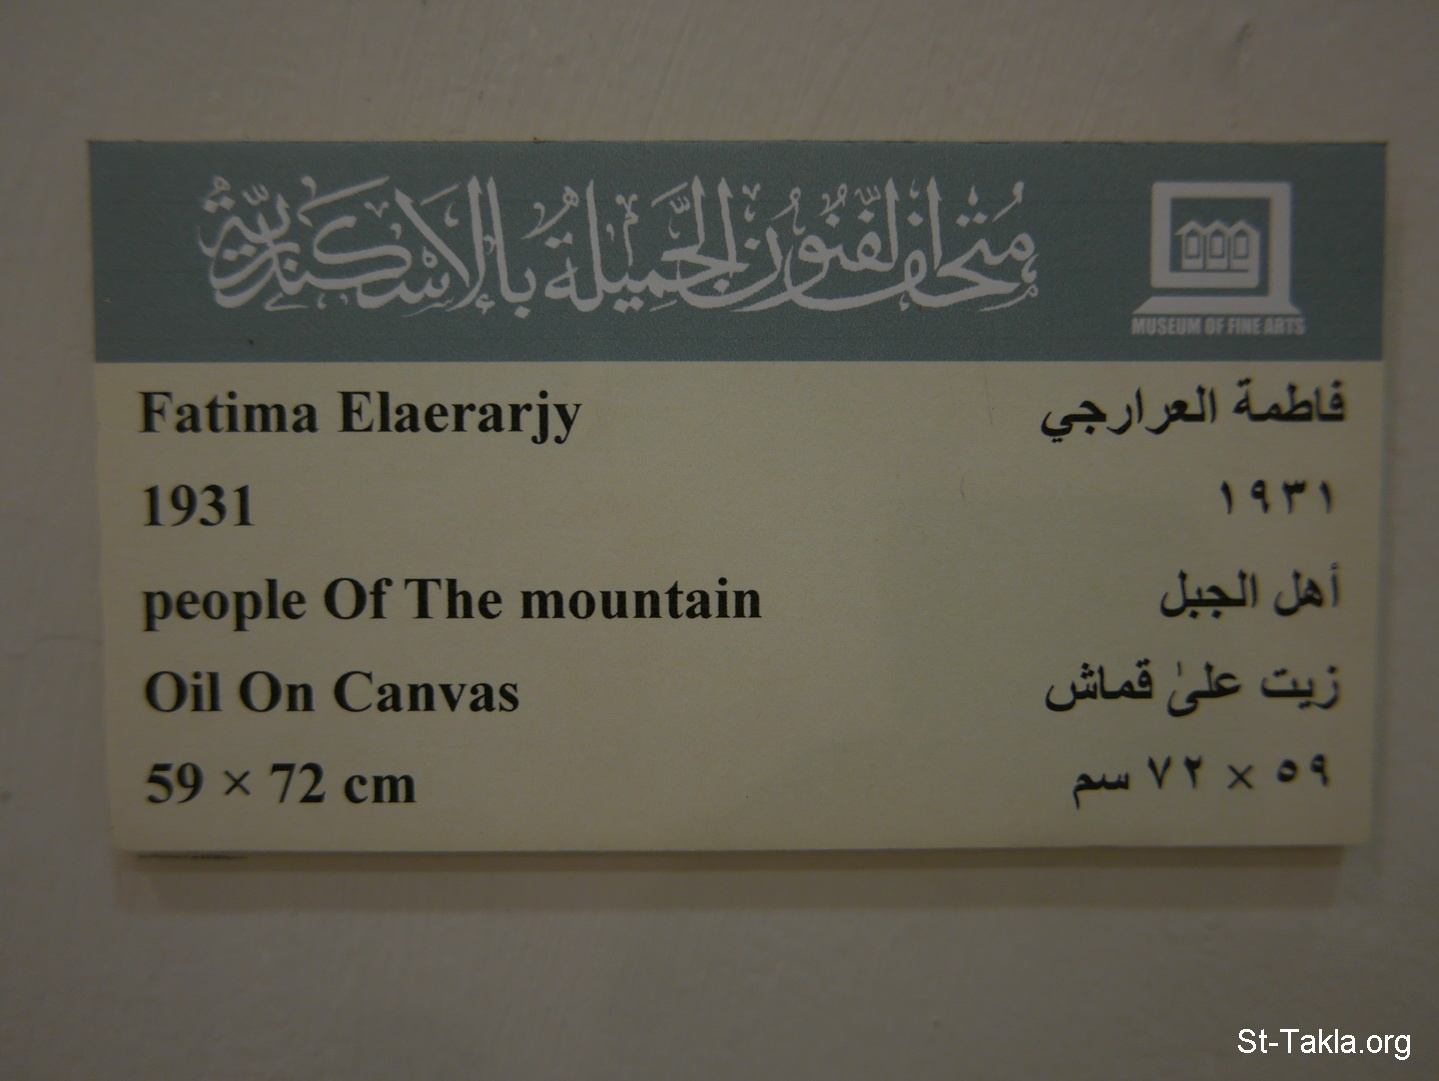 متحف الفنون الجميلة بالإسكندرية
MUSEUM OF FINE ARTS
Fatima Elaerarjy
فاطمة العرارجي
1931
١٩٣١
people Of The mountain
أهل الجبل
Oil On Canvas
زيت على قماش
59 × 72 cm
٥٩ × ٧٢ سم
St-Takla.org